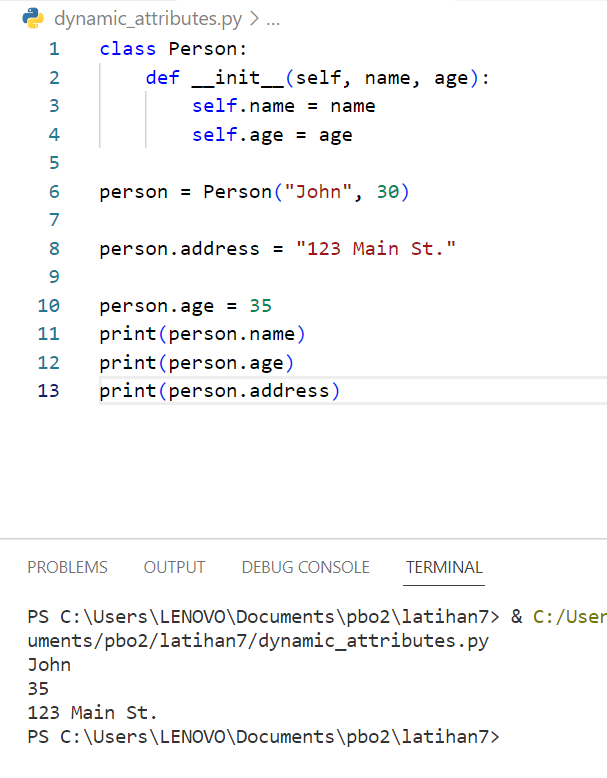 dynamic_attributes.py > ...
1 class Person:
2     def __init__(self, name, age):
3         self.name = name
4         self.age = age
5
6 person = Person("John", 30)
7
8 person.address = "123 Main St."
9
10 person.age = 35
11 print(person.name)
12 print(person.age)
13 print(person.address)
PROBLEMS OUTPUT DEBUG CONSOLE TERMINAL
PS C:\Users\LENOVO\Documents\pbo2\latihan7> & C:/User
uments/pbo2/latihan7/dynamic_attributes.py
John
35
123 Main St.
PS C:\Users\LENOVO\Documents\pbo2\latihan7>